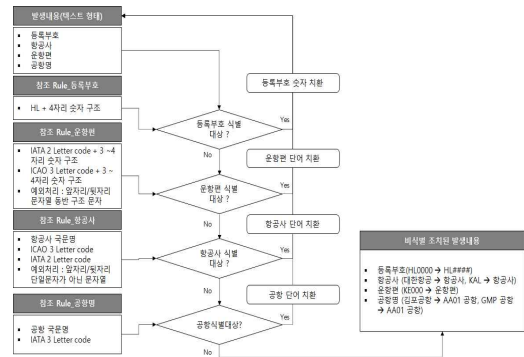 발생내용(텍스트 형태)
▪ 등록부호
▪ 항공사
▪ 운항편
▪ 공항명
참조 Rule_등록부호
▪ HL + 4자리 숫자 구조
참조 Rule_운항편
▪ IATA 2 Letter code + 3 ~4
자리 숫자 구조
▪ ICAO 3 Letter code + 3 ~
4자리 숫자 구조
▪ 예외처리 : 앞자리/뒷자리
문자열 동반 구조 문자
참조 Rule_항공사
▪ 항공사 국문명
▪ ICAO 3 Letter code
▪ IATA 2 Letter code
▪ 예외처리 : 앞자리/뒷자리
단일문자가 아닌 문자열
참조 Rule_공항명
▪ 공항 국문명
▪ IATA 3 Letter code
등록부호 숫자 치환
등록부호 식별
대상 ?
Yes
No
운항편 단어 치환
운항편 식별
대상 ?
Yes
No
항공사 단어 치환
항공사 식별
대상 ?
Yes
No
공항 단어 치환
공항식별대상?
Yes
No
비식별 조치된 발생내용
▪ 등록부호(HL0000 → HL####)
▪ 항공사 (대한항공 → 항공사, KAL → 항공사)
▪ 운항편 (KE000 → 운항편)
▪ 공항명 (김포공항 → AA01 공항, GMP 공항
→ AA01 공항)